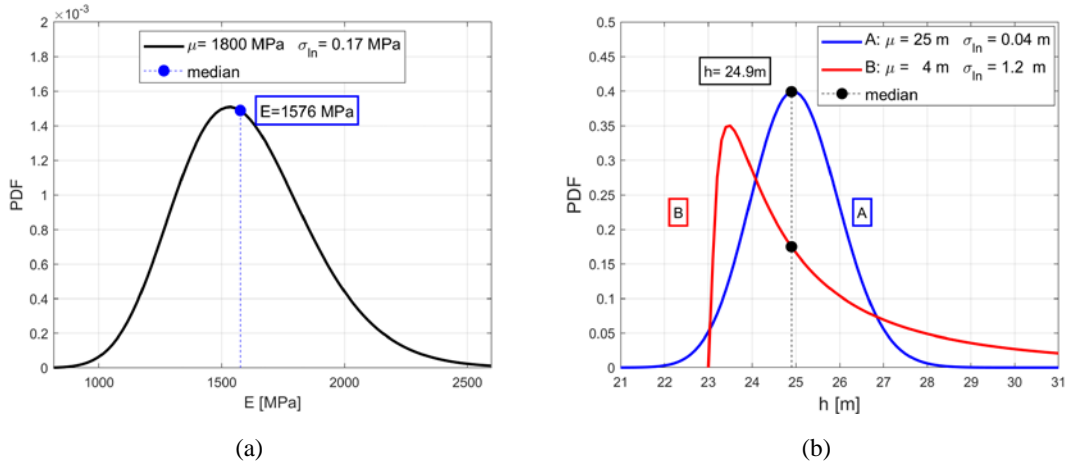 ×10⁻³
2
1.8
1.6
1.4
1.2
1
0.8
0.6
0.4
0.2
0
PDF
μ= 1800 MPa σ_ln = 0.17 MPa
median
E=1576 MPa
1000 1500 2000 2500
E [MPa]
(a)
0.5
0.45
0.4
0.35
0.3
0.25
0.2
0.15
0.1
0.05
0
PDF
A: μ = 25 m σ_ln = 0.04 m
B: μ = 4 m σ_ln = 1.2 m
median
h= 24.9m
B
A
21 22 23 24 25 26 27 28 29 30 31
h [m]
(b)